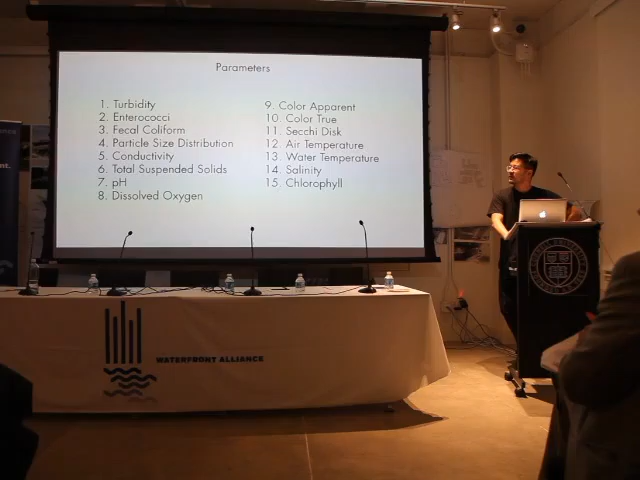 Parameters
1. Turbidity
2. Enterococci
3. Fecal Coliform
4. Particle Size Distribution
5. Conductivity
6. Total Suspended Solids
7. pH
8. Dissolved Oxygen
9. Color Apparent
10. Color True
11. Secchi Disk
12. Air Temperature
13. Water Temperature
14. Salinity
15. Chlorophyll
WATERFRONT ALLIANCE